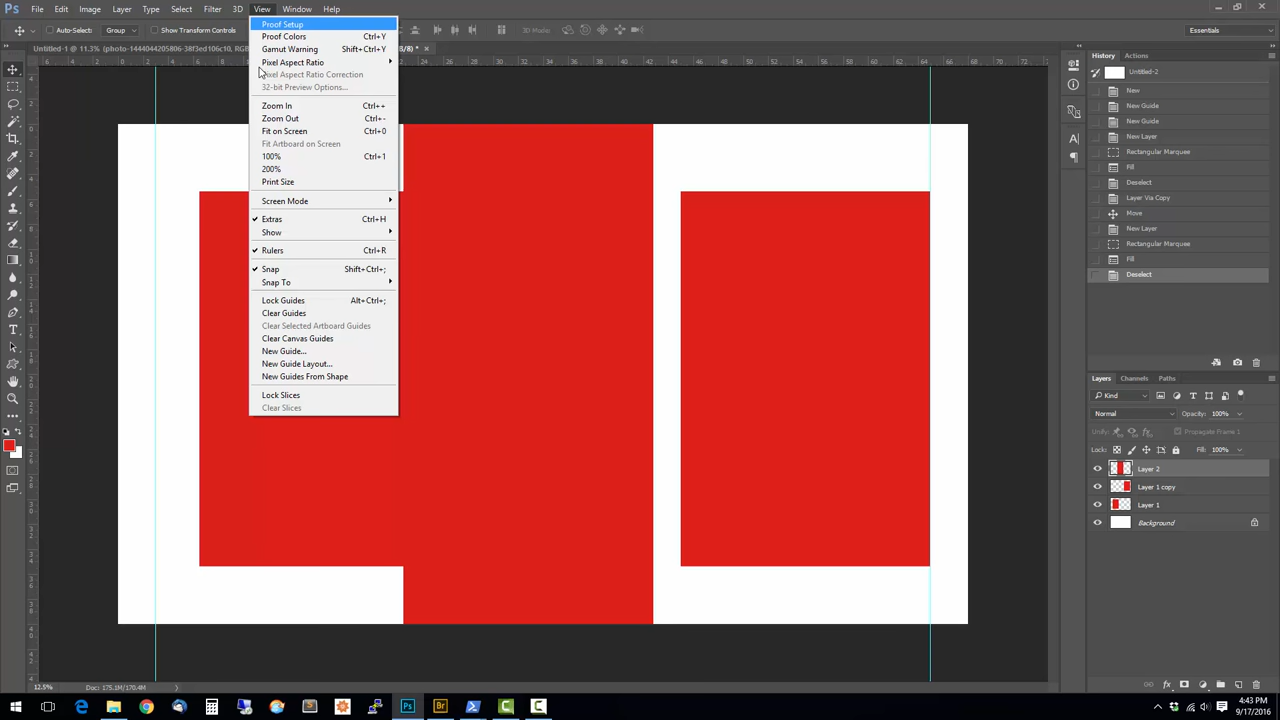 Ps File Edit Image Layer Type Select Filter 3D View Window Help
Auto-Select: Group Show Transform Controls 3D Mode: Essentials
Untitled-1 @ 11.3% (photo-1444044205806-38f3ed106c10, RGB /8) *
Proof Setup
Proof Colors Ctrl+Y
Gamut Warning Shift+Ctrl+Y
Pixel Aspect Ratio
Pixel Aspect Ratio Correction
32-bit Preview Options...
Zoom In Ctrl++
Zoom Out Ctrl+-
Fit on Screen Ctrl+0
Fit Artboard on Screen
100% Ctrl+1
200%
Print Size
Screen Mode
Extras Ctrl+H
Show
Rulers Ctrl+R
Snap Shift+Ctrl+;
Snap To
Lock Guides Alt+Ctrl+;
Clear Guides
Clear Selected Artboard Guides
Clear Canvas Guides
New Guide...
New Guide Layout...
New Guides From Shape
Lock Slices
Clear Slices
History Actions
Untitled-2
New
New Guide
New Guide
New Layer
Rectangular Marquee
Fill
Deselect
Layer Via Copy
Move
New Layer
Rectangular Marquee
Fill
Deselect
Layers Channels Paths
Kind
Normal Opacity: 100%
Unify: Propagate Frame 1
Lock: Fill: 100%
Layer 2
Layer 1 copy
Layer 1
Background
12.5% Doc: 175.1M/170.4M
4:43 PM
9/17/2016